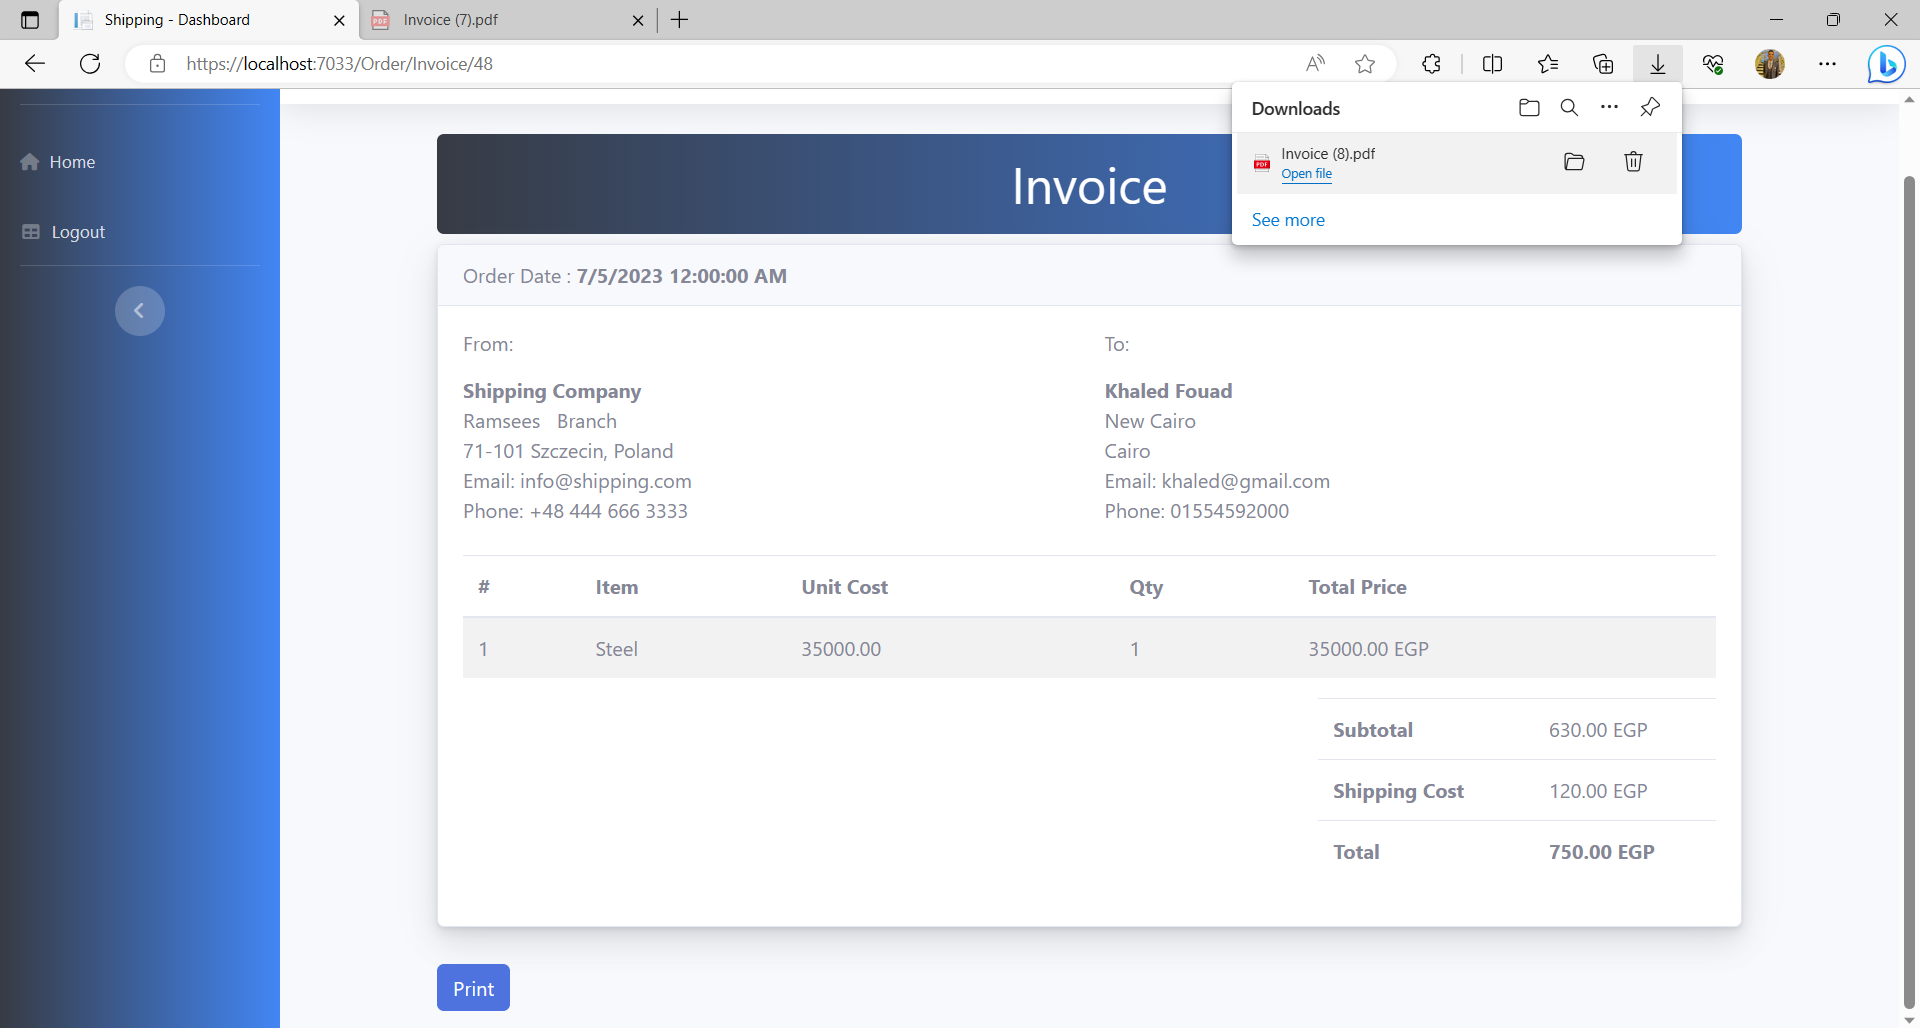 Shipping - Dashboard
Invoice (7).pdf
https://localhost:7033/Order/Invoice/48
Downloads
Invoice (8).pdf
Open file
See more
Home
Logout
Invoice
Order Date : 7/5/2023 12:00:00 AM
From:
Shipping Company
Ramsees Branch
71-101 Szczecin, Poland
Email: info@shipping.com
Phone: +48 444 666 3333
To:
Khaled Fouad
New Cairo
Cairo
Email: khaled@gmail.com
Phone: 01554592000
# Item Unit Cost Qty Total Price
1 Steel 35000.00 1 35000.00 EGP
Subtotal 630.00 EGP
Shipping Cost 120.00 EGP
Total 750.00 EGP
Print